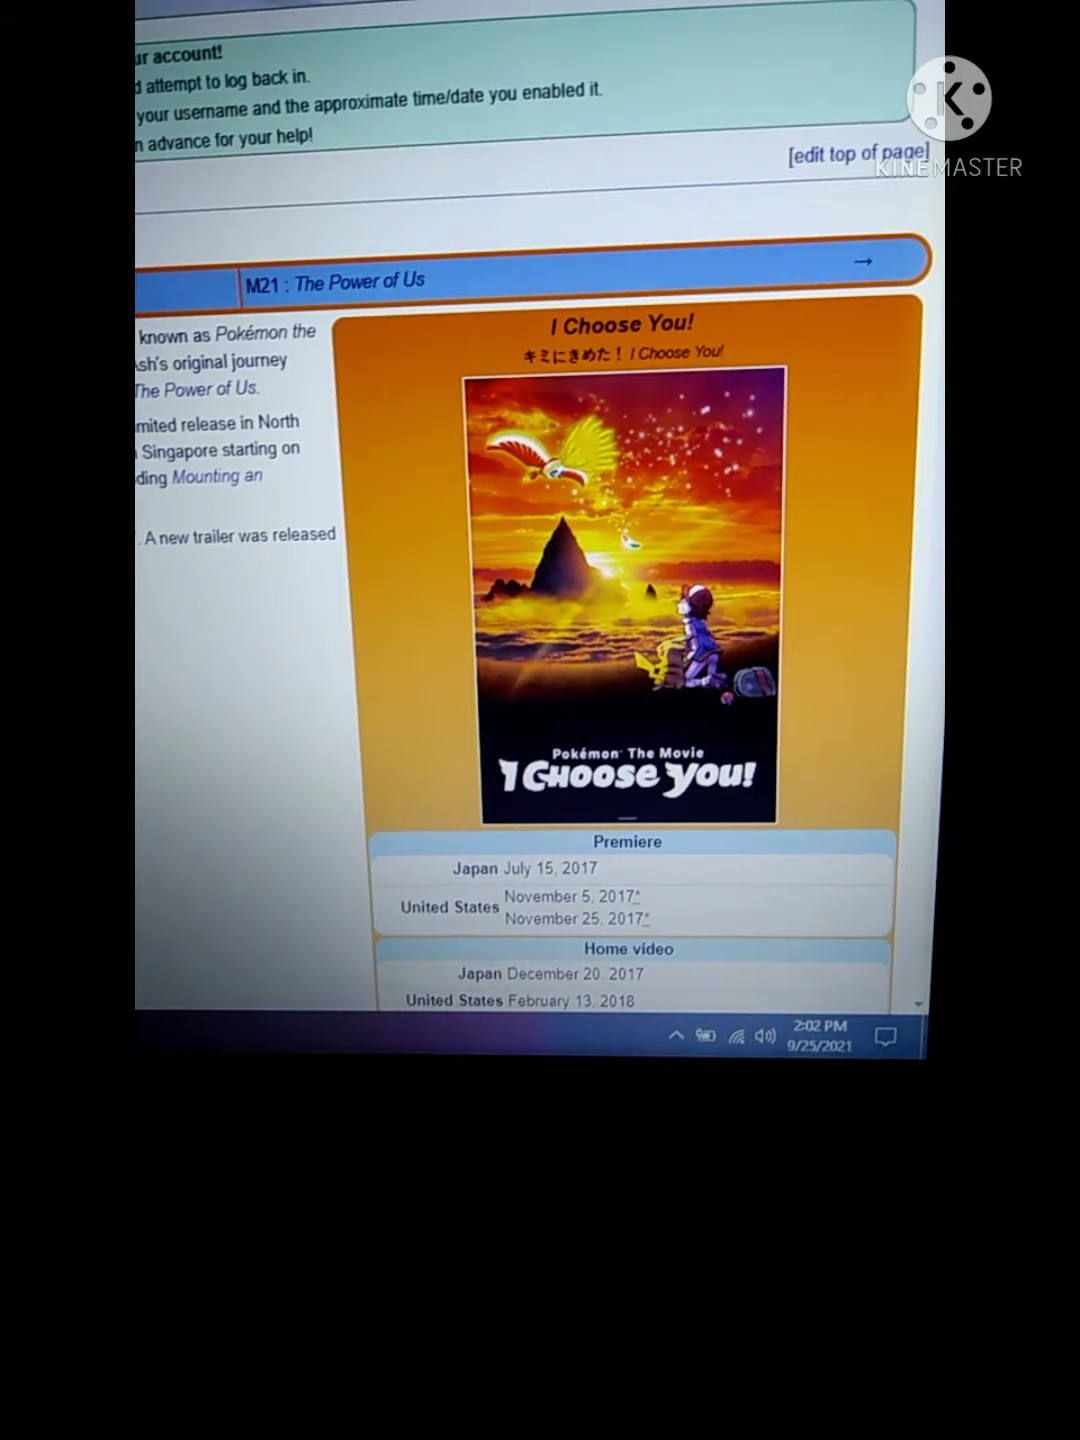 ur account!
d attempt to log back in.
your username and the approximate time/date you enabled it.
n advance for your help!
[edit top of page]
KINEMASTER
K
M21 : The Power of Us →
known as Pokémon the
sh's original journey
The Power of Us.
mited release in North
Singapore starting on
ding Mounting an
. A new trailer was released
I Choose You!
キミにきめた！ I Choose You!
Pokémon The Movie
I Choose You!
Premiere
Japan July 15, 2017
United States November 5, 2017*
November 25, 2017*
Home video
Japan December 20, 2017
United States February 13, 2018
2:02 PM
9/25/2021